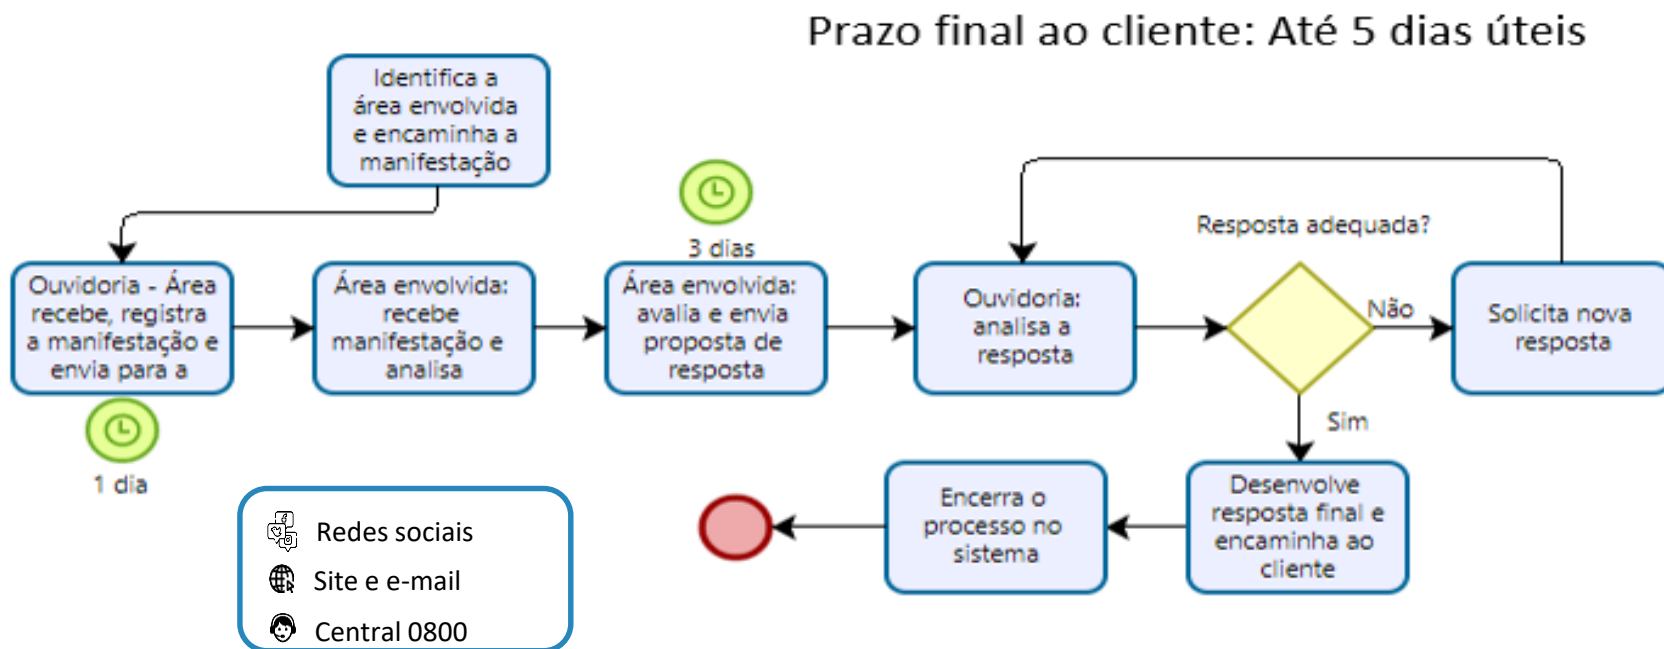 Prazo final ao cliente: Até 5 dias úteis
Identifica a
área envolvida
e encaminha a
manifestação
3 dias
Resposta adequada?
Ouvidoria - Área
recebe, registra
a manifestação e
envia para a
Área envolvida:
recebe
manifestação e
analisa
Área envolvida:
avalia e envia
proposta de
resposta
Ouvidoria:
analisa a
resposta
Não
Solicita nova
resposta
Sim
1 dia
Desenvolve
resposta final e
encaminha ao
cliente
Encerra o
processo no
sistema
Redes sociais
Site e e-mail
Central 0800